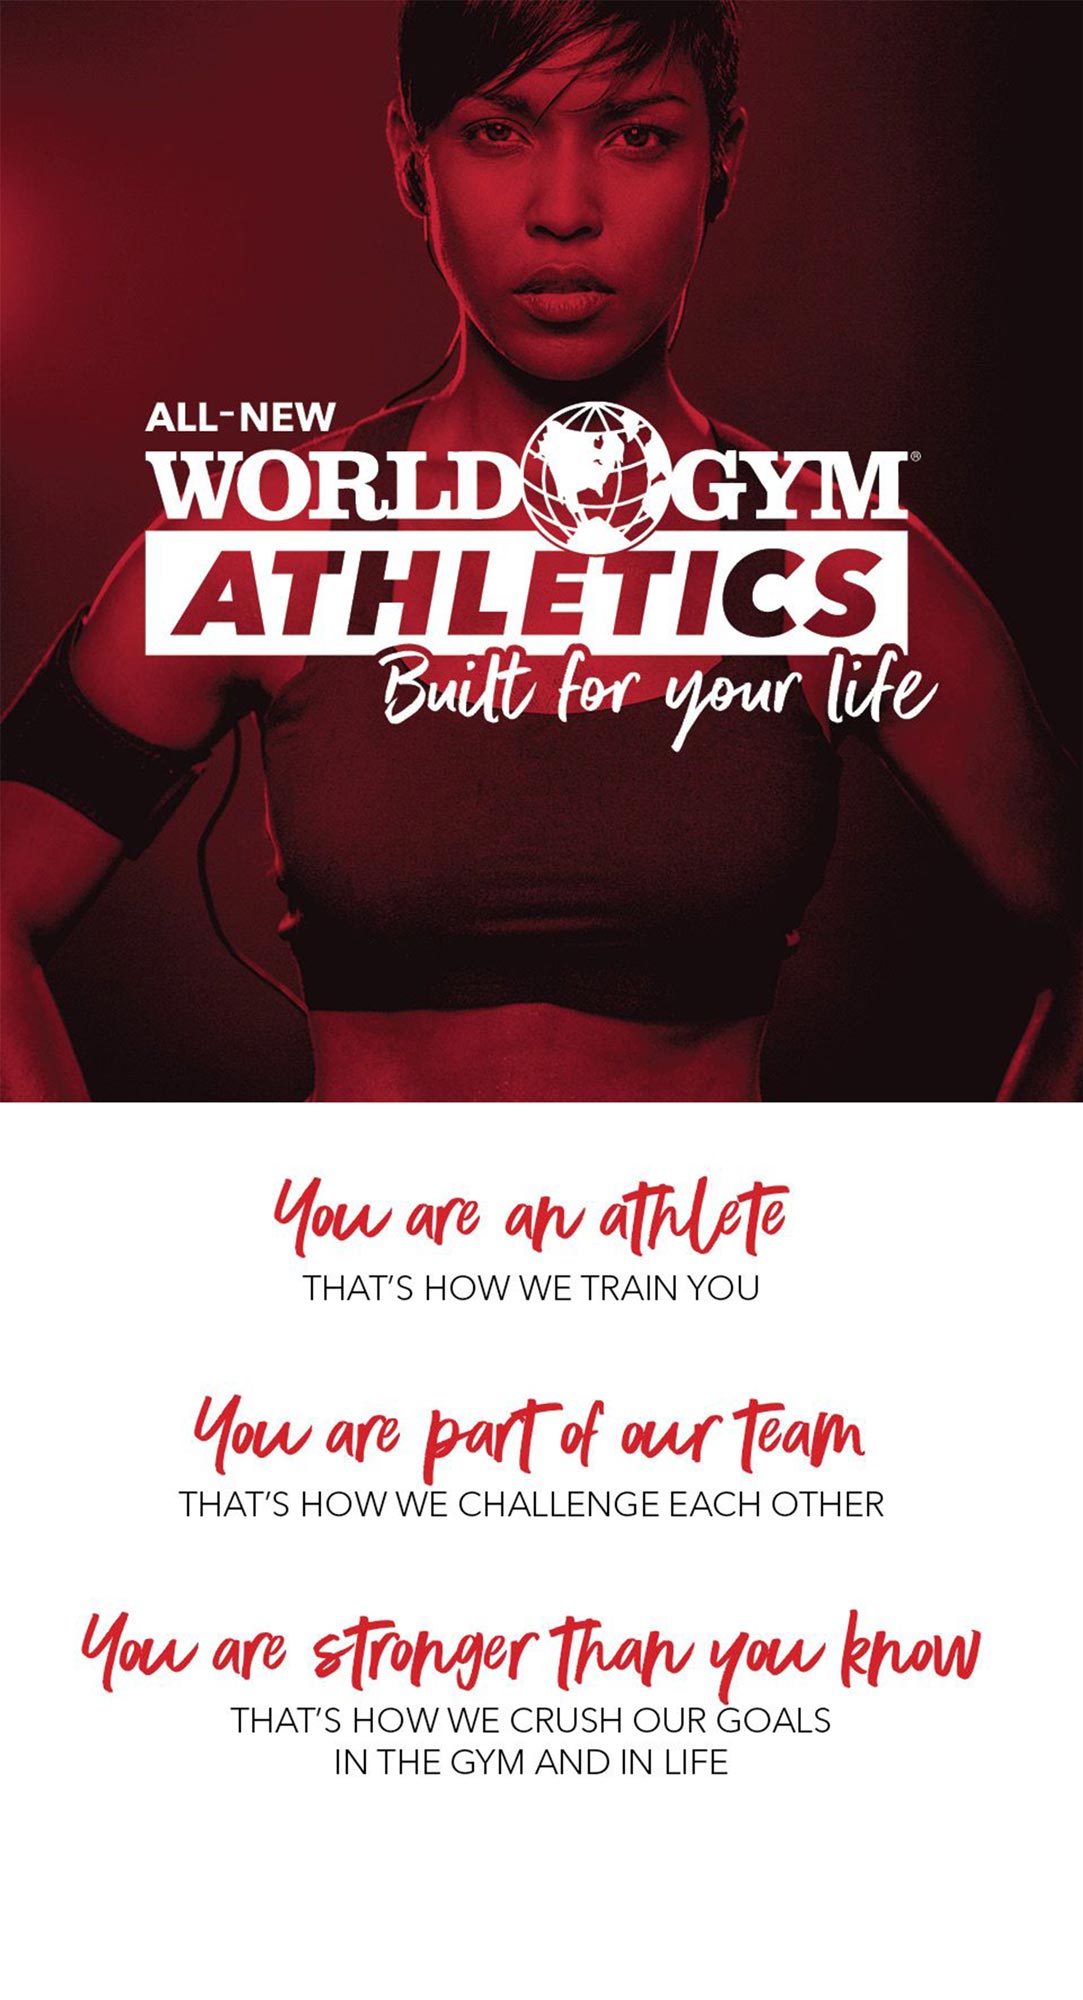 ALL-NEW
WORLD GYM®
ATHLETICS
Built for your life
You are an athlete
THAT'S HOW WE TRAIN YOU
You are part of our team
THAT'S HOW WE CHALLENGE EACH OTHER
You are stronger than you know
THAT'S HOW WE CRUSH OUR GOALS
IN THE GYM AND IN LIFE